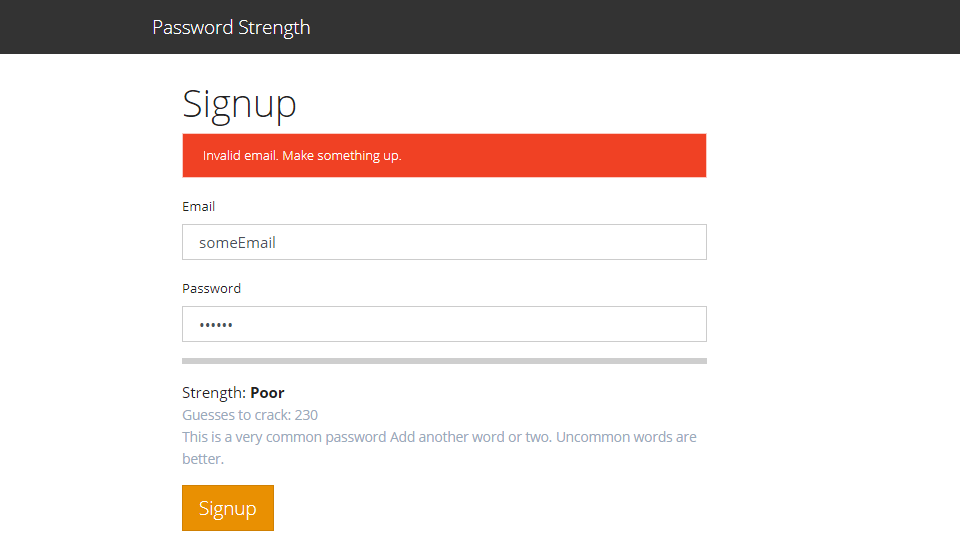 Password Strength
Signup
Invalid email. Make something up.
Email
someEmail
Password
••••••
Strength: Poor
Guesses to crack: 230
This is a very common password Add another word or two. Uncommon words are
better.
Signup